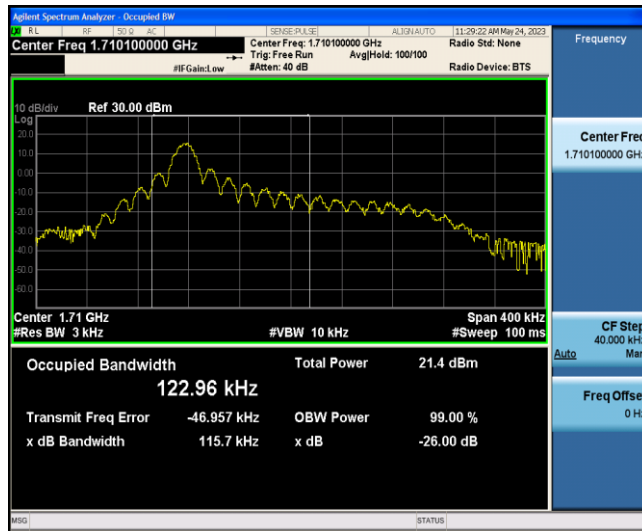 Agilent Spectrum Analyzer - Occupied BW
RL RF 50 Ω AC SENSE:PULSE ALIGNAUTO 11:29:22 AM May 24, 2023
Center Freq 1.710100000 GHz Center Freq: 1.710100000 GHz Radio Std: None Frequency
Trig: Free Run Avg|Hold: 100/100
#IFGain:Low #Atten: 40 dB Radio Device: BTS
10 dB/div Ref 30.00 dBm
Log
20.0
10.0
0.00
-10.0
-20.0
-30.0
-40.0
-50.0
-60.0
Center Freq
1.710100000 GHz
Center 1.71 GHz Span 400 kHz
#Res BW 3 kHz #VBW 10 kHz #Sweep 100 ms
CF Step
40.000 kHz
Auto Man
Occupied Bandwidth Total Power 21.4 dBm
122.96 kHz
Transmit Freq Error -46.957 kHz OBW Power 99.00 %
x dB Bandwidth 115.7 kHz x dB -26.00 dB
Freq Offse
0 Hz
MSG STATUS